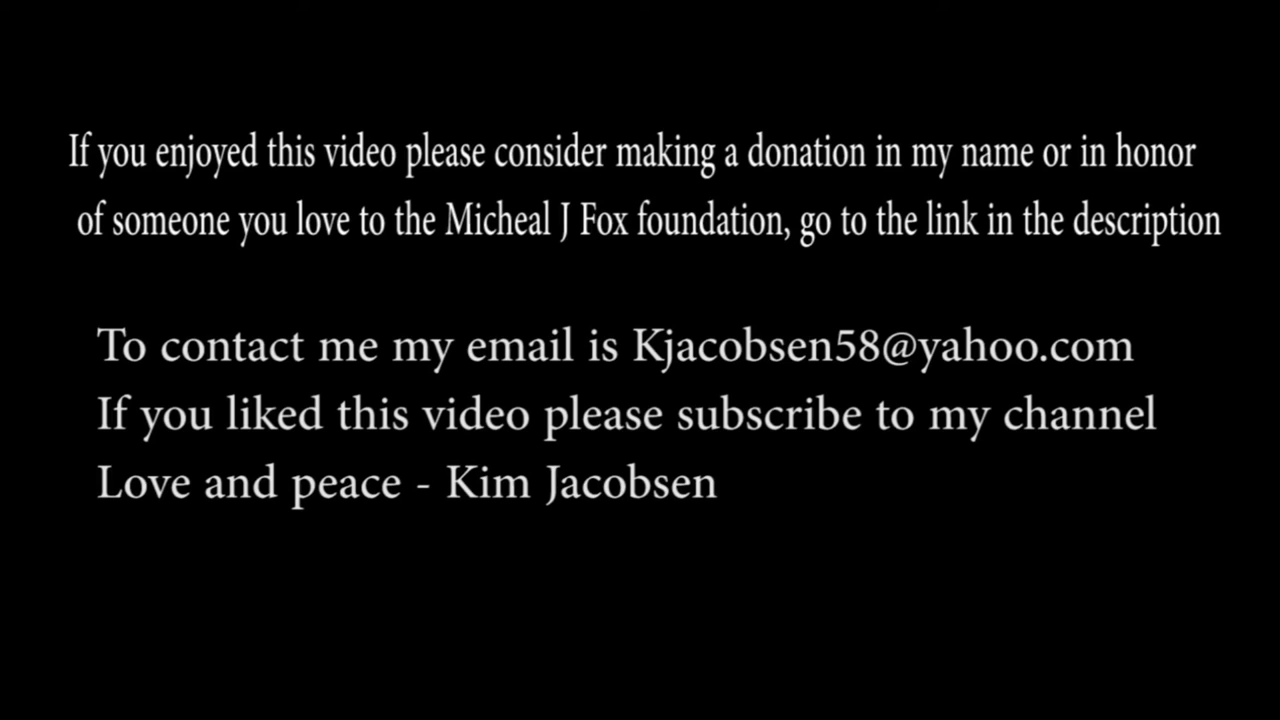 If you enjoyed this video please consider making a donation in my name or in honor
of someone you love to the Micheal J Fox foundation, go to the link in the description
To contact me my email is Kjacobsen58@yahoo.com
If you liked this video please subscribe to my channel
Love and peace - Kim Jacobsen